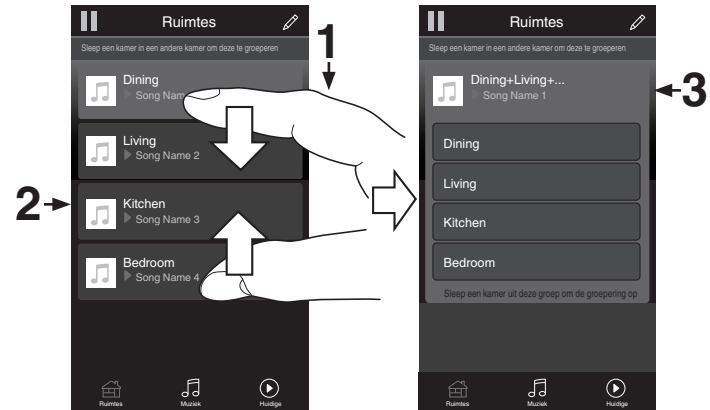 Ruimtes
Sleep een kamer in een andere kamer om deze te groeperen
1
Dining
Song Nam
Living
Song Name 2
2
Kitchen
Song Name 3
Bedroom
Song Name 4
Ruimtes
Muziek
Huidige
Ruimtes
Sleep een kamer in een andere kamer om deze te groeperen
Dining+Living+...
Song Name 1
3
Dining
Living
Kitchen
Bedroom
Sleep een kamer uit deze groep om de groepering op
Ruimtes
Muziek
Huidige